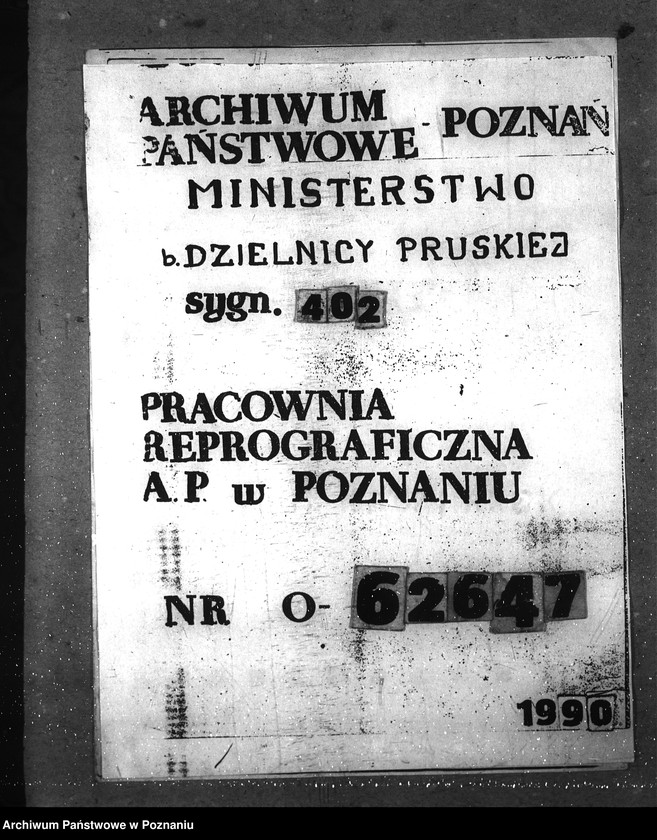 ARCHIWUM
PAŃSTWOWE - POZNAŃ
MINISTERSTWO
b. DZIELNICY PRUSKIEJ
sygn. 402
PRACOWNIA
REPROGRAFICZNA
A.P. w POZNANIU
NR O-62647
1990
Archiwum Państwowe w Poznaniu